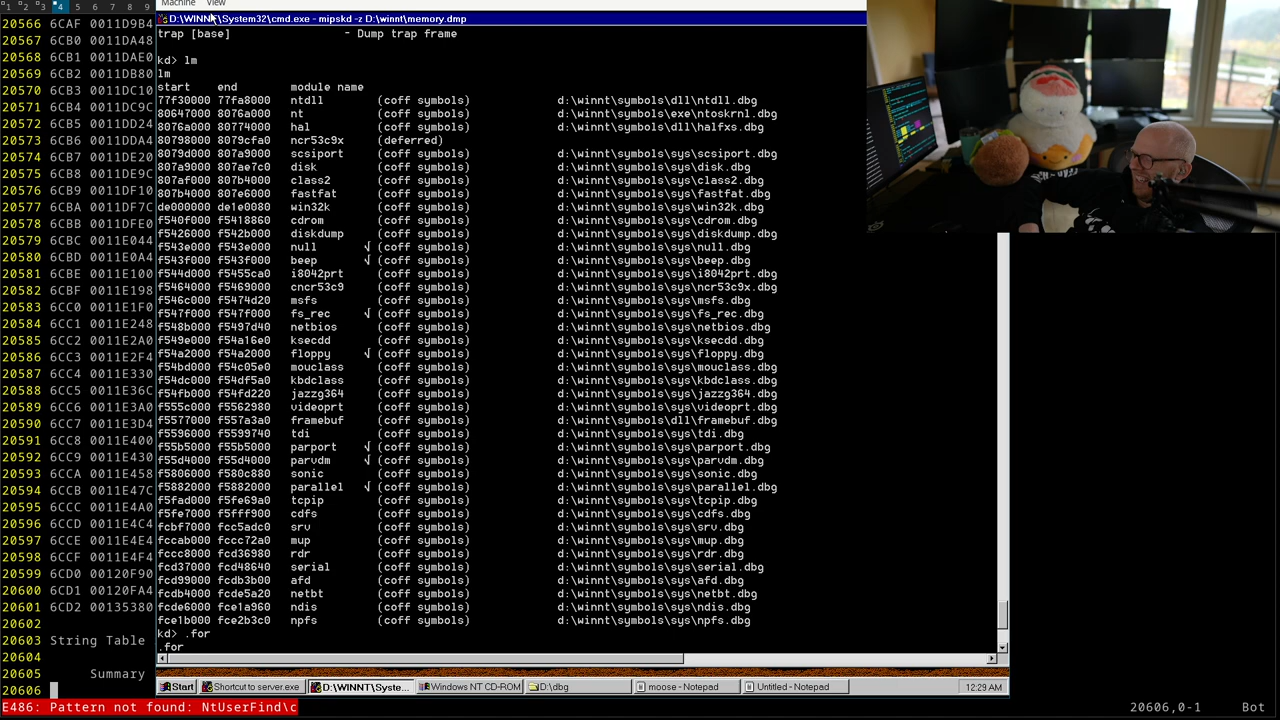 1 2 3 4 5 6 7 8 9
Machine View
D:\WINNT\System32\cmd.exe - mipskd -z D:\winnt\memory.dmp
trap [base] - Dump trap frame
kd> lm
lm
start end module name
77f30000 77fa8000 ntdll (coff symbols) d:\winnt\symbols\dll\ntdll.dbg
80647000 8076a000 nt (coff symbols) d:\winnt\symbols\exe\ntoskrnl.dbg
8076a000 80774000 hal (coff symbols) d:\winnt\symbols\dll\halfxs.dbg
80798000 8079cfa0 ncr53c9x (deferred)
8079d000 807a9000 scsiport (coff symbols) d:\winnt\symbols\sys\scsiport.dbg
807a9000 807ae7c0 disk (coff symbols) d:\winnt\symbols\sys\disk.dbg
807af000 807b4000 class2 (coff symbols) d:\winnt\symbols\sys\class2.dbg
807b4000 807e6000 fastfat (coff symbols) d:\winnt\symbols\sys\fastfat.dbg
de000000 de1e0080 win32k (coff symbols) d:\winnt\symbols\sys\win32k.dbg
f540f000 f5418860 cdrom (coff symbols) d:\winnt\symbols\sys\cdrom.dbg
f5426000 f542b000 diskdump (coff symbols) d:\winnt\symbols\sys\diskdump.dbg
f543e000 f543e000 null √ (coff symbols) d:\winnt\symbols\sys\null.dbg
f543f000 f543f000 beep √ (coff symbols) d:\winnt\symbols\sys\beep.dbg
f544d000 f5455ca0 i8042prt (coff symbols) d:\winnt\symbols\sys\i8042prt.dbg
f5464000 f5469000 cncr53c9 (coff symbols) d:\winnt\symbols\sys\ncr53c9x.dbg
f546c000 f5474d20 msfs (coff symbols) d:\winnt\symbols\sys\msfs.dbg
f547f000 f547f000 fs_rec √ (coff symbols) d:\winnt\symbols\sys\fs_rec.dbg
f548b000 f5497d40 netbios (coff symbols) d:\winnt\symbols\sys\netbios.dbg
f549e000 f54a16e0 ksecdd (coff symbols) d:\winnt\symbols\sys\ksecdd.dbg
f54a2000 f54a2000 floppy √ (coff symbols) d:\winnt\symbols\sys\floppy.dbg
f54bd000 f54c05e0 mouclass (coff symbols) d:\winnt\symbols\sys\mouclass.dbg
f54dc000 f54df5a0 kbdclass (coff symbols) d:\winnt\symbols\sys\kbdclass.dbg
f54fb000 f54fd220 jazzg364 (coff symbols) d:\winnt\symbols\sys\jazzg364.dbg
f555c000 f5562980 videoprt (coff symbols) d:\winnt\symbols\sys\videoprt.dbg
f5577000 f557a3a0 framebuf (coff symbols) d:\winnt\symbols\dll\framebuf.dbg
f5596000 f5599740 tdi (coff symbols) d:\winnt\symbols\sys\tdi.dbg
f55b5000 f55b5000 parport √ (coff symbols) d:\winnt\symbols\sys\parport.dbg
f55d4000 f55d4000 parvdm √ (coff symbols) d:\winnt\symbols\sys\parvdm.dbg
f5806000 f580c880 sonic (coff symbols) d:\winnt\symbols\sys\sonic.dbg
f5882000 f5882000 parallel √ (coff symbols) d:\winnt\symbols\sys\parallel.dbg
f5fad000 f5fe69a0 tcpip (coff symbols) d:\winnt\symbols\sys\tcpip.dbg
f5fe7000 f5fff900 cdfs (coff symbols) d:\winnt\symbols\sys\cdfs.dbg
fcbf7000 fcc5adc0 srv (coff symbols) d:\winnt\symbols\sys\srv.dbg
fccab000 fccc72a0 mup (coff symbols) d:\winnt\symbols\sys\mup.dbg
fccc8000 fcd36980 rdr (coff symbols) d:\winnt\symbols\sys\rdr.dbg
fcd37000 fcd48640 serial (coff symbols) d:\winnt\symbols\sys\serial.dbg
fcd99000 fcdb3b00 afd (coff symbols) d:\winnt\symbols\sys\afd.dbg
fcdb4000 fcde5a20 netbt (coff symbols) d:\winnt\symbols\sys\netbt.dbg
fcde6000 fce1a960 ndis (coff symbols) d:\winnt\symbols\sys\ndis.dbg
fce1b000 fce2b3c0 npfs (coff symbols) d:\winnt\symbols\sys\npfs.dbg
kd> .for
.for
Start Shortcut to server.exe D:\WINNT\Syste... Windows NT CD-ROM D:\dbg moose - Notepad Untitled - Notepad 12:29 AM
20566 6CAF 0011D9B4
20567 6CB0 0011DA48
20568 6CB1 0011DAE0
20569 6CB2 0011DB80
20570 6CB3 0011DC10
20571 6CB4 0011DC9C
20572 6CB5 0011DD24
20573 6CB6 0011DDA4
20574 6CB7 0011DE20
20575 6CB8 0011DE9C
20576 6CB9 0011DF10
20577 6CBA 0011DF7C
20578 6CBB 0011DFE0
20579 6CBC 0011E044
20580 6CBD 0011E0A4
20581 6CBE 0011E100
20582 6CBF 0011E198
20583 6CC0 0011E1F0
20584 6CC1 0011E248
20585 6CC2 0011E2A0
20586 6CC3 0011E2F4
20587 6CC4 0011E330
20588 6CC5 0011E36C
20589 6CC6 0011E3A0
20590 6CC7 0011E3D4
20591 6CC8 0011E400
20592 6CC9 0011E430
20593 6CCA 0011E458
20594 6CCB 0011E47C
20595 6CCC 0011E4A0
20596 6CCD 0011E4C4
20597 6CCE 0011E4E4
20598 6CCF 0011E4F4
20599 6CD0 00120F90
20600 6CD1 00120FA4
20601 6CD2 00135380
20602
20603 String Table
20604
20605 Summary
20606
E486: Pattern not found: NtUserFind\c 20606,0-1 Bot